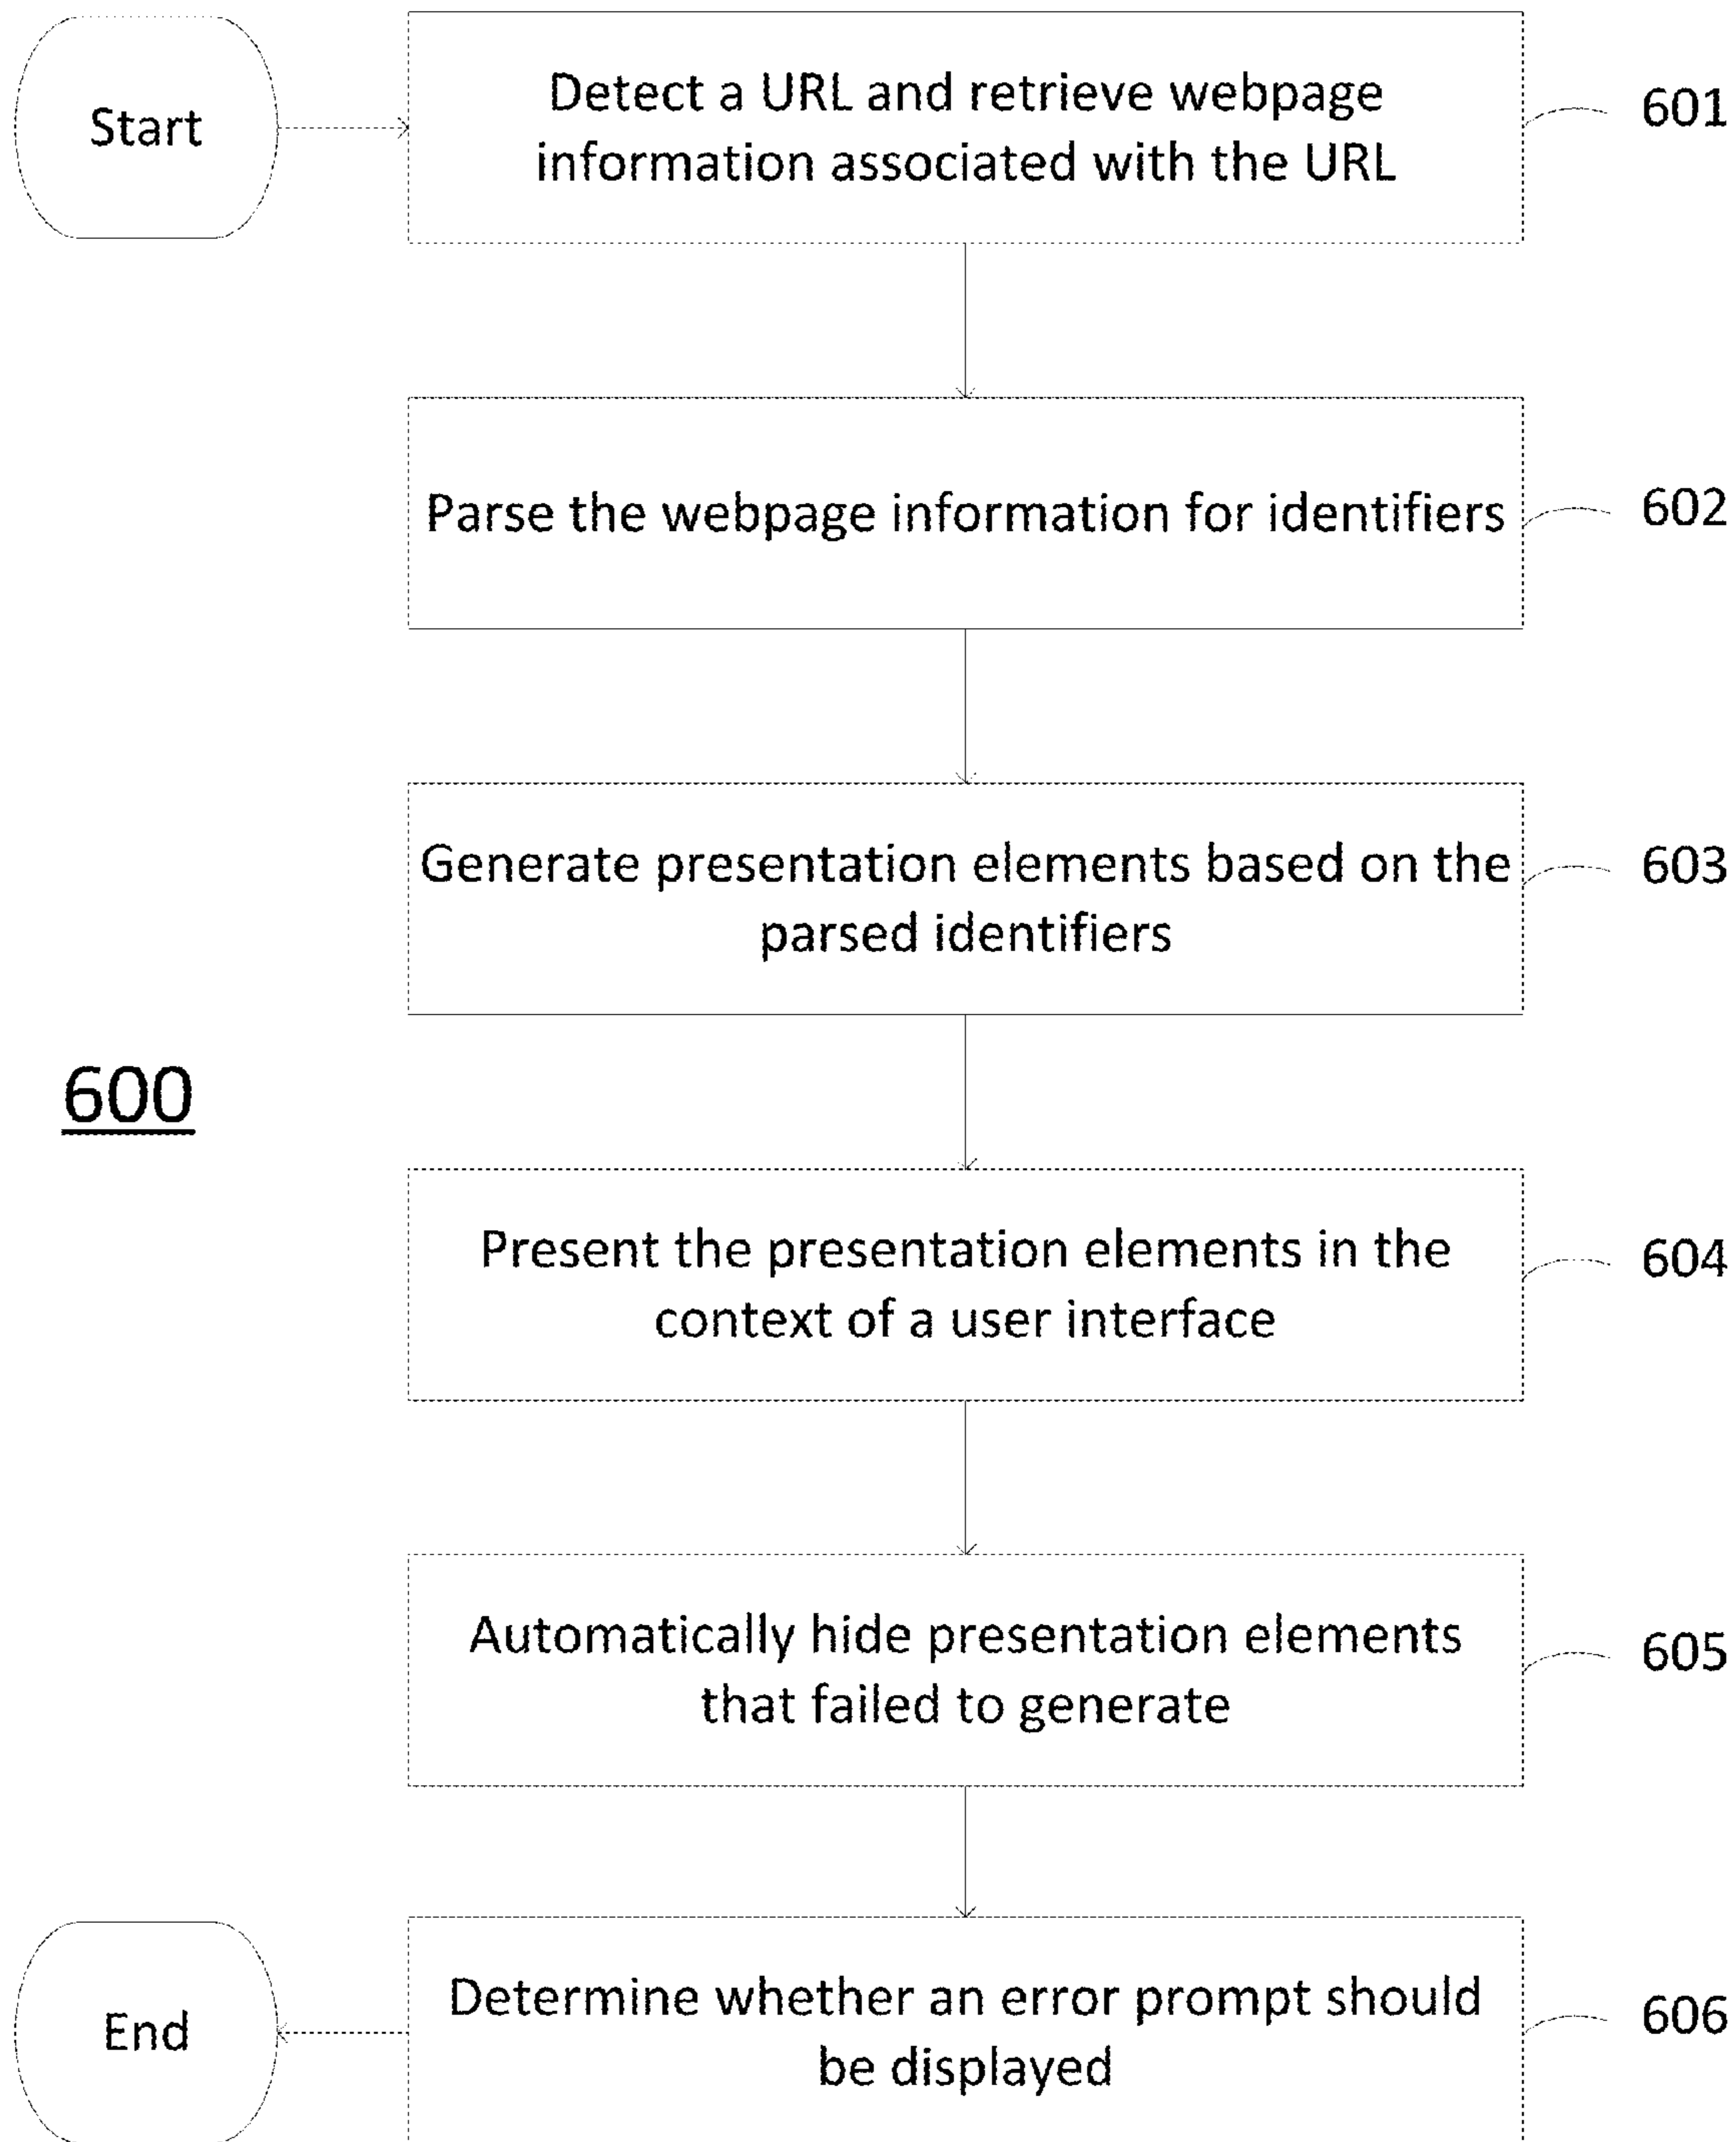 Start
Detect a URL and retrieve webpage
information associated with the URL
601
Parse the webpage information for identifiers
602
Generate presentation elements based on the
parsed identifiers
603
600
Present the presentation elements in the
context of a user interface
604
Automatically hide presentation elements
that failed to generate
605
End
Determine whether an error prompt should
be displayed
606